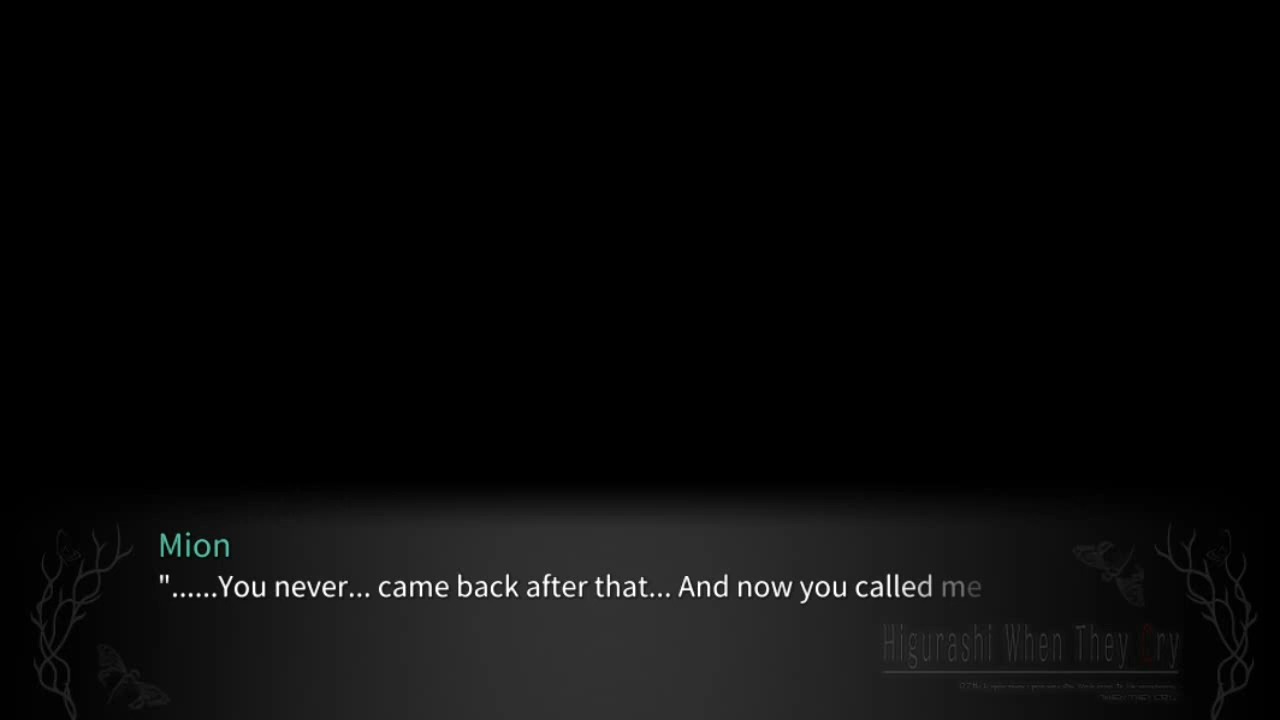 Mion
"......You never... came back after that... And now you called me
Higurashi When They Cry